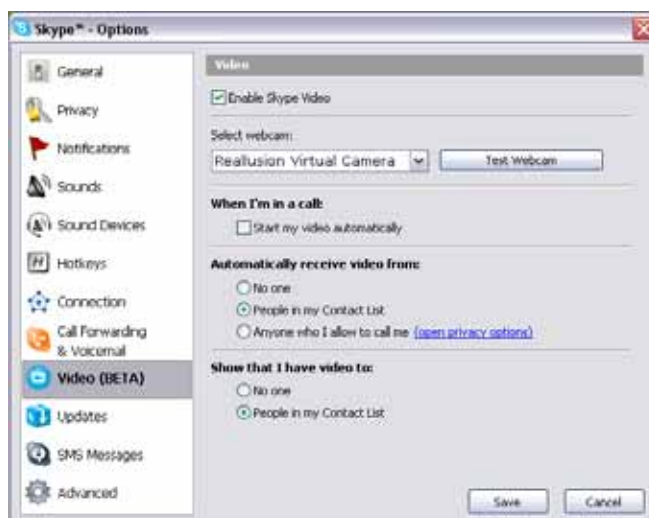 Skype™ - Options
General
Privacy
Notifications
Sounds
Sound Devices
Hotkeys
Connection
Call Forwarding
& Voicemail
Video (BETA)
Updates
SMS Messages
Advanced
Video
Enable Skype Video
Select webcam:
Reallusion Virtual Camera
Test Webcam
When I'm in a call:
Start my video automatically
Automatically receive video from:
No one
People in my Contact List
Anyone who I allow to call me (open privacy options)
Show that I have video to:
No one
People in my Contact List
Save
Cancel